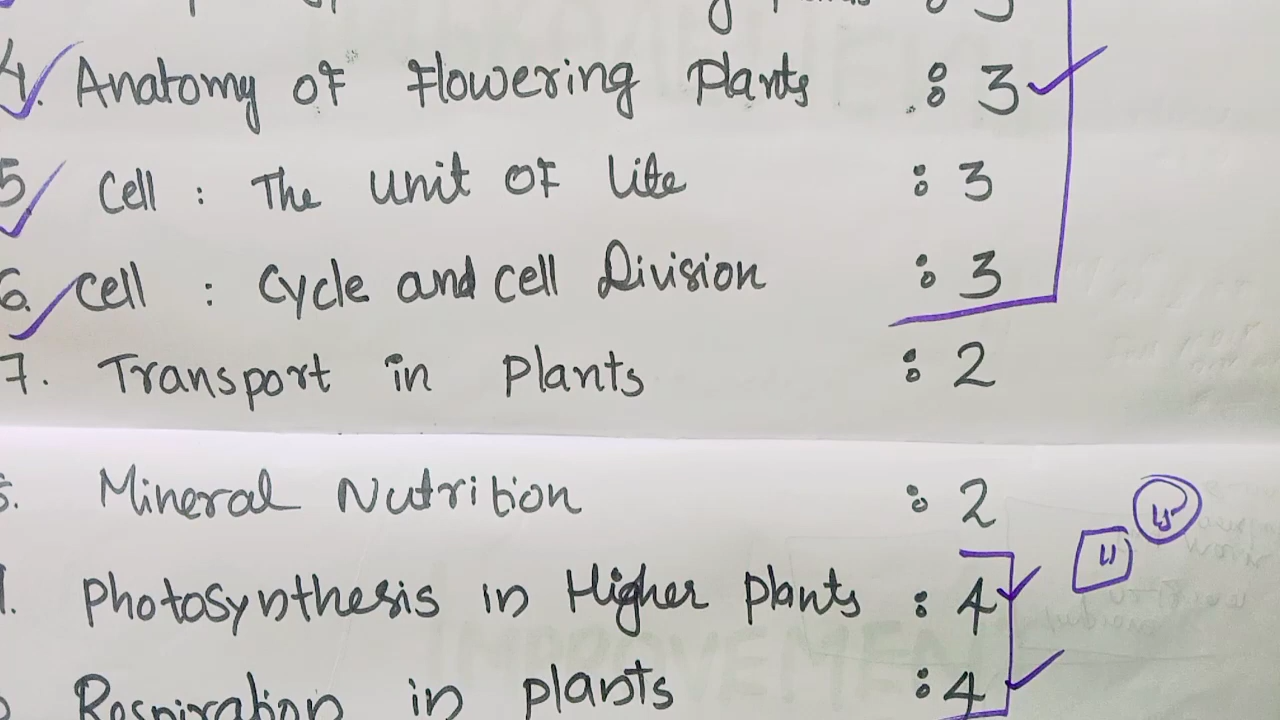 : 3
4. Anatomy of Flowering Plants : 3
5 Cell : The Unit of Life : 3
6. Cell : Cycle and cell Division : 3
7. Transport in Plants : 2
Mineral Nutrition : 2
Photosynthesis in Higher Plants : 4
Respiration in plants : 4